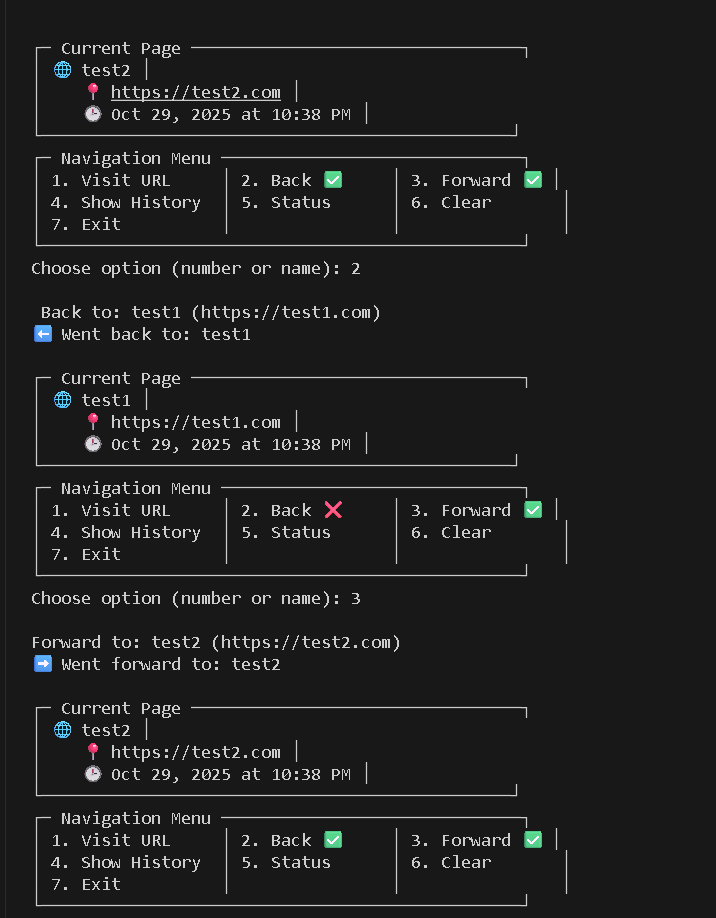 Current Page
🌐 test2
📍 https://test2.com
🕒 Oct 29, 2025 at 10:38 PM
Navigation Menu
1. Visit URL │ 2. Back ✅ │ 3. Forward ✅ │
4. Show History │ 5. Status │ 6. Clear │
7. Exit
Choose option (number or name): 2
Back to: test1 (https://test1.com)
⬅️ Went back to: test1
Current Page
🌐 test1
📍 https://test1.com
🕒 Oct 29, 2025 at 10:38 PM
Navigation Menu
1. Visit URL │ 2. Back ❌ │ 3. Forward ✅ │
4. Show History │ 5. Status │ 6. Clear │
7. Exit
Choose option (number or name): 3
Forward to: test2 (https://test2.com)
➡️ Went forward to: test2
Current Page
🌐 test2
📍 https://test2.com
🕒 Oct 29, 2025 at 10:38 PM
Navigation Menu
1. Visit URL │ 2. Back ✅ │ 3. Forward ✅ │
4. Show History │ 5. Status │ 6. Clear │
7. Exit